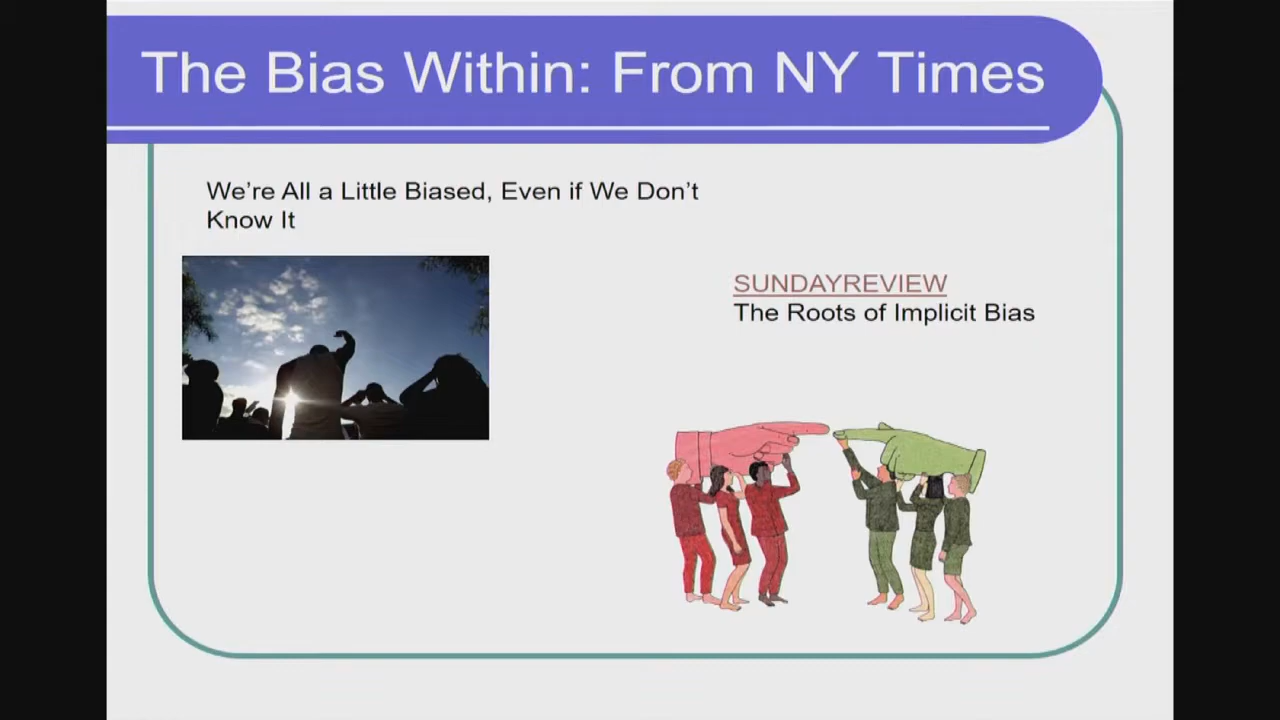 The Bias Within: From NY Times
We're All a Little Biased, Even if We Don't
Know It
SUNDAYREVIEW
The Roots of Implicit Bias